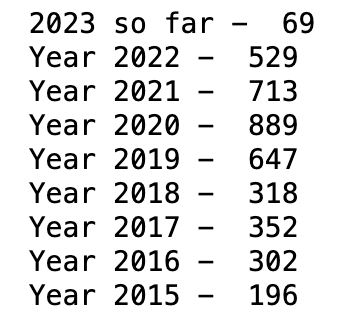 2023 so far - 69
Year 2022 - 529
Year 2021 - 713
Year 2020 - 889
Year 2019 - 647
Year 2018 - 318
Year 2017 - 352
Year 2016 - 302
Year 2015 - 196